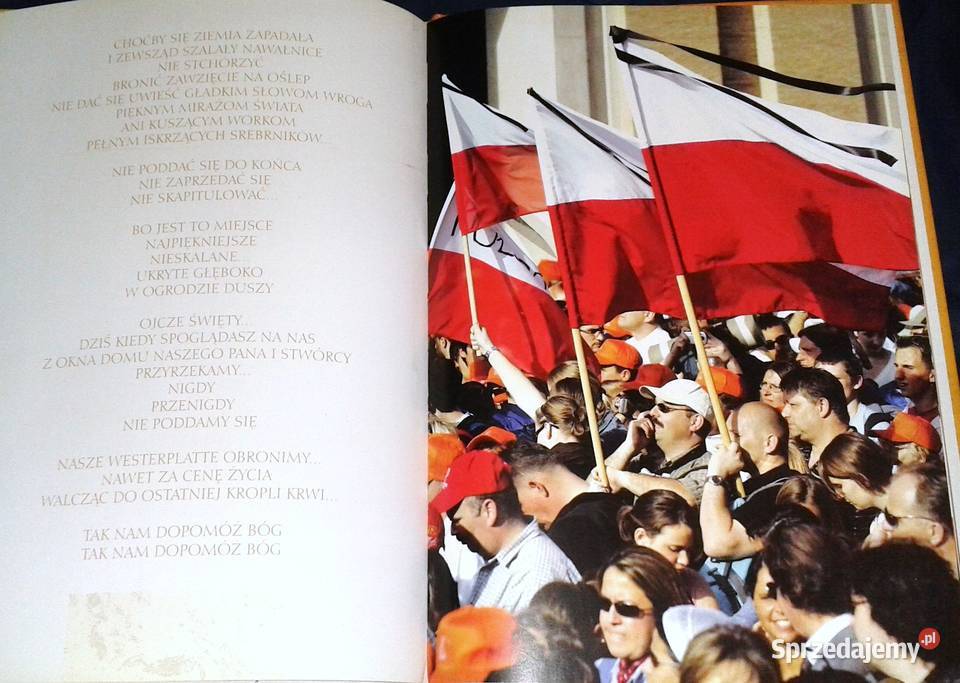 CHOĆBY SIĘ ZIEMIA ZAPADAŁA
I ZEWSZĄD SZALAŁY NAWAŁNICE
NIE STCHÓRZYĆ
BRONIĆ ZAWZIĘCIE NA OŚLEP
NIE DAĆ SIĘ UWIEŚĆ GŁADKIM SŁOWOM WROGA
PIĘKNYM MIRAŻOM ŚWIATA
ANI KUSZĄCYM WORKOM
PEŁNYM ISKRZĄCYCH SREBRNIKÓW...
NIE PODDAĆ SIĘ DO KOŃCA
NIE ZAPRZEDAĆ SIĘ
NIE SKAPITULOWAĆ...
BO JEST TO MIEJSCE
NAJPIĘKNIEJSZE
NIESKALANE...
UKRYTE GŁĘBOKO
W OGRODZIE DUSZY
OJCZE ŚWIĘTY...
DZIŚ KIEDY SPOGLĄDASZ NA NAS
Z OKNA DOMU NASZEGO PANA I STWÓRCY
PRZYRZEKAMY...
NIGDY
PRZENIGDY
NIE PODDAMY SIĘ
NASZE WESTERPLATTE OBRONIMY...
NAWET ZA CENĘ ŻYCIA
WALCZĄC DO OSTATNIEJ KROPLI KRWI...
TAK NAM DOPOMÓŻ BÓG
TAK NAM DOPOMÓŻ BÓG
Sprzedajemy.pl